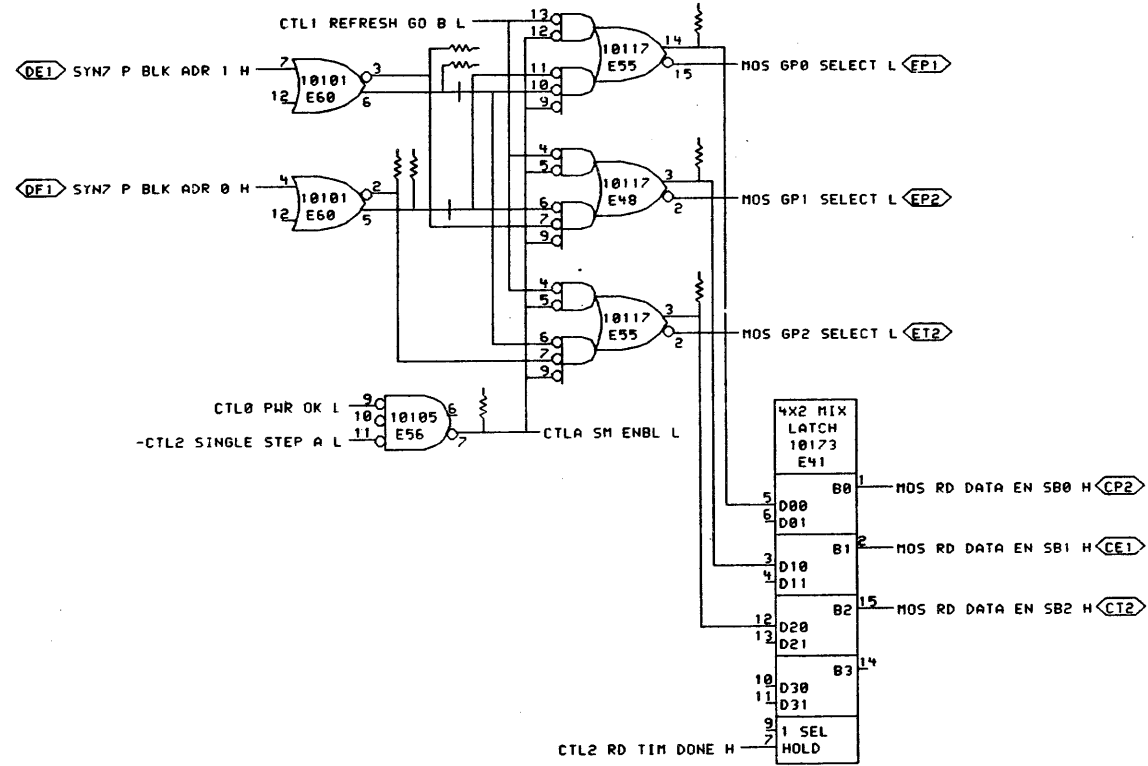 CTL1 REFRESH GO B L
13
12
10117
E55
14
15
MOS GP0 SELECT L EP1
11
10
9
DE1 SYN7 P BLK ADR 1 H
7
12
10101
E60
3
6
DF1 SYN7 P BLK ADR 0 H
4
12
10101
E60
2
5
4
5
10117
E48
3
2
MOS GP1 SELECT L EP2
6
7
9
4
5
10117
E55
3
2
MOS GP2 SELECT L ET2
6
7
9
CTL0 PWR OK L
9
10
-CTL2 SINGLE STEP A L
11
10105
E56
6
7
CTLA SM ENBL L
4X2 MIX
LATCH
10173
E41
B0 1 MOS RD DATA EN SB0 H CP2
5 D00
6 D01
B1 2 MOS RD DATA EN SB1 H CE1
3 D10
4 D11
B2 15 MOS RD DATA EN SB2 H CT2
12 D20
13 D21
B3 14
10 D30
11 D31
9 1 SEL
CTL2 RD TIM DONE H 7 HOLD